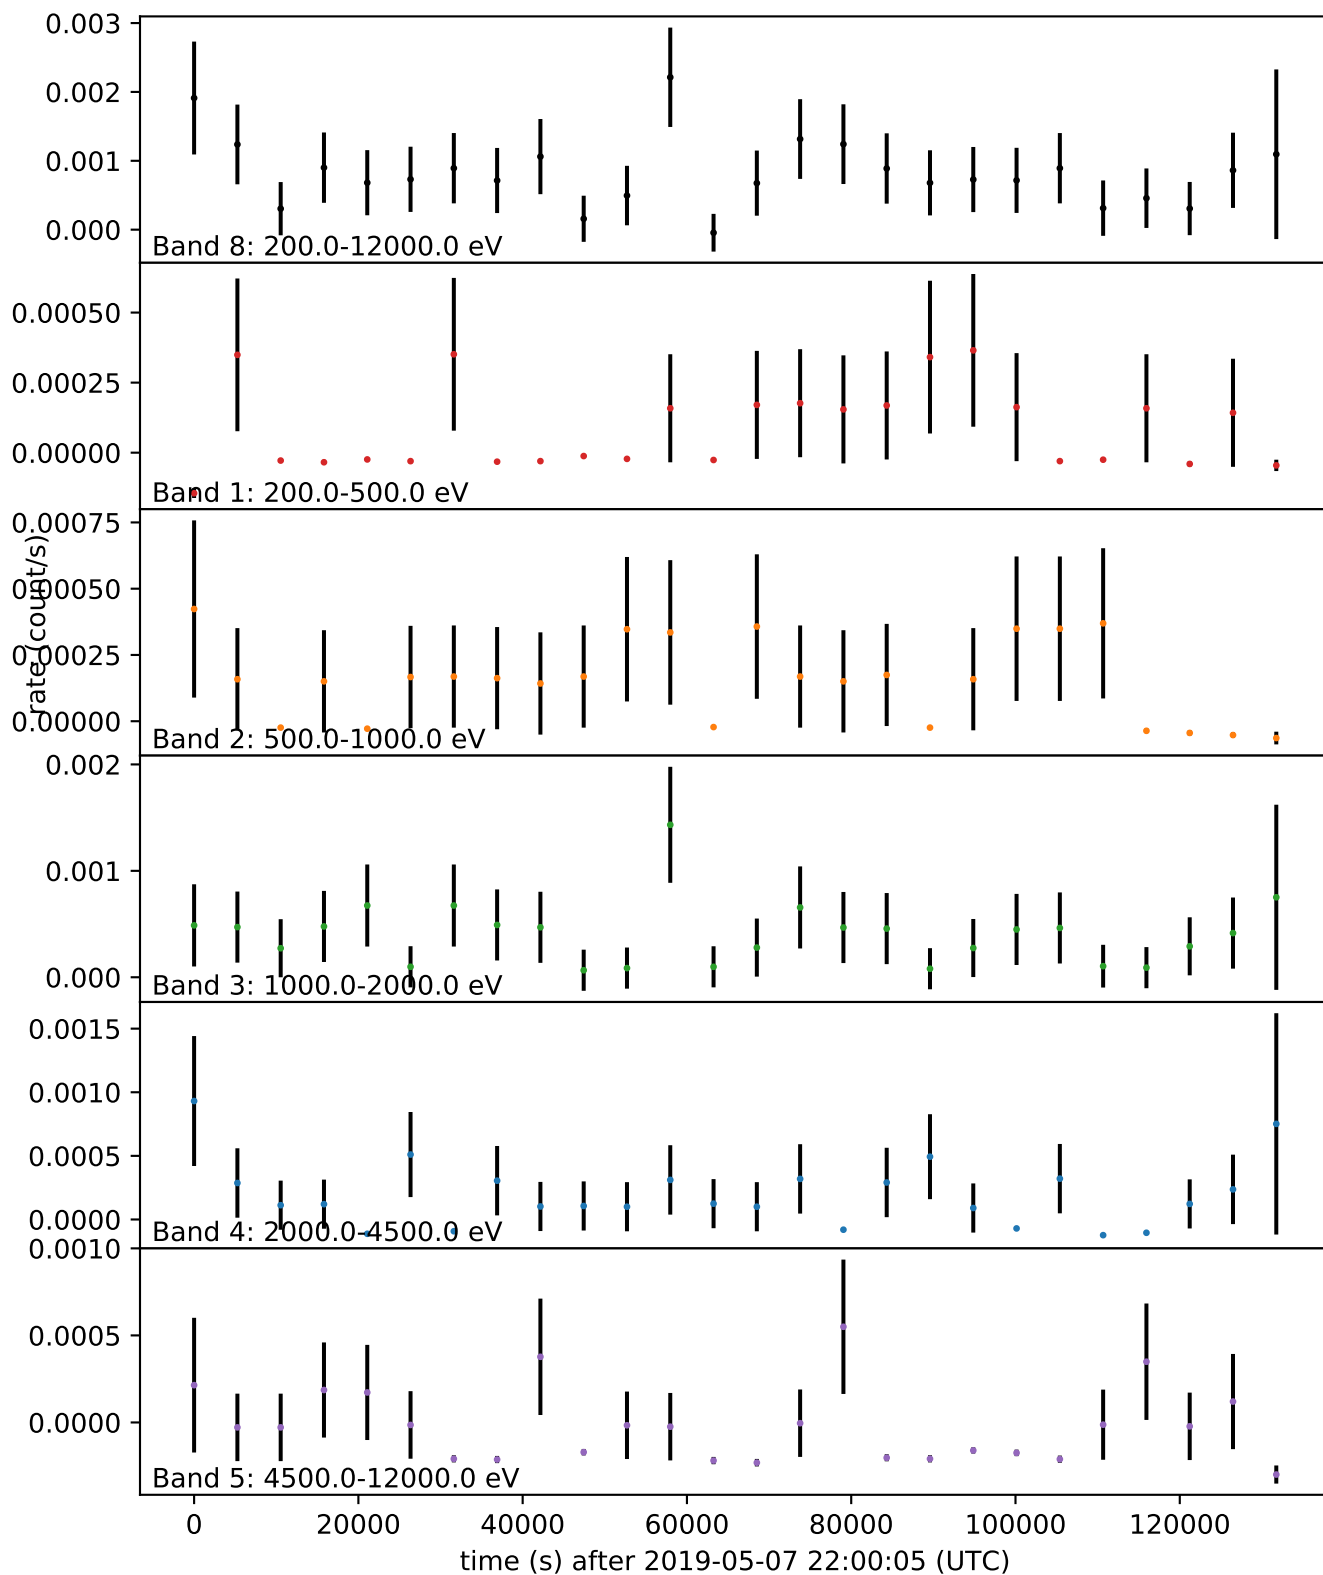 0.003
0.002
0.001
0.000
Band 8: 200.0-12000.0 eV
0.00050
0.00025
0.00000
Band 1: 200.0-500.0 eV
rate (count/s)
0.00075
0.00050
0.00025
0.00000
Band 2: 500.0-1000.0 eV
0.002
0.001
0.000
Band 3: 1000.0-2000.0 eV
0.0015
0.0010
0.0005
0.0000
Band 4: 2000.0-4500.0 eV
0.0010
0.0005
0.0000
Band 5: 4500.0-12000.0 eV
0 20000 40000 60000 80000 100000 120000
time (s) after 2019-05-07 22:00:05 (UTC)